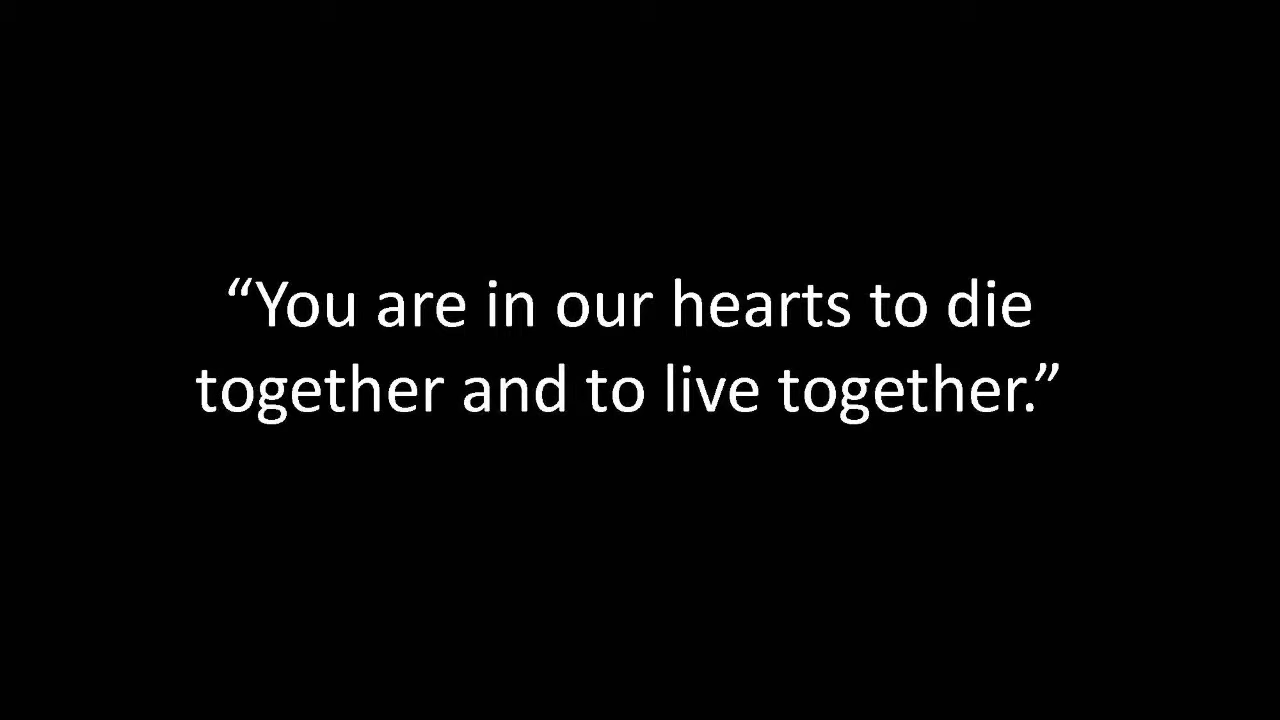 “You are in our hearts to die
together and to live together.”